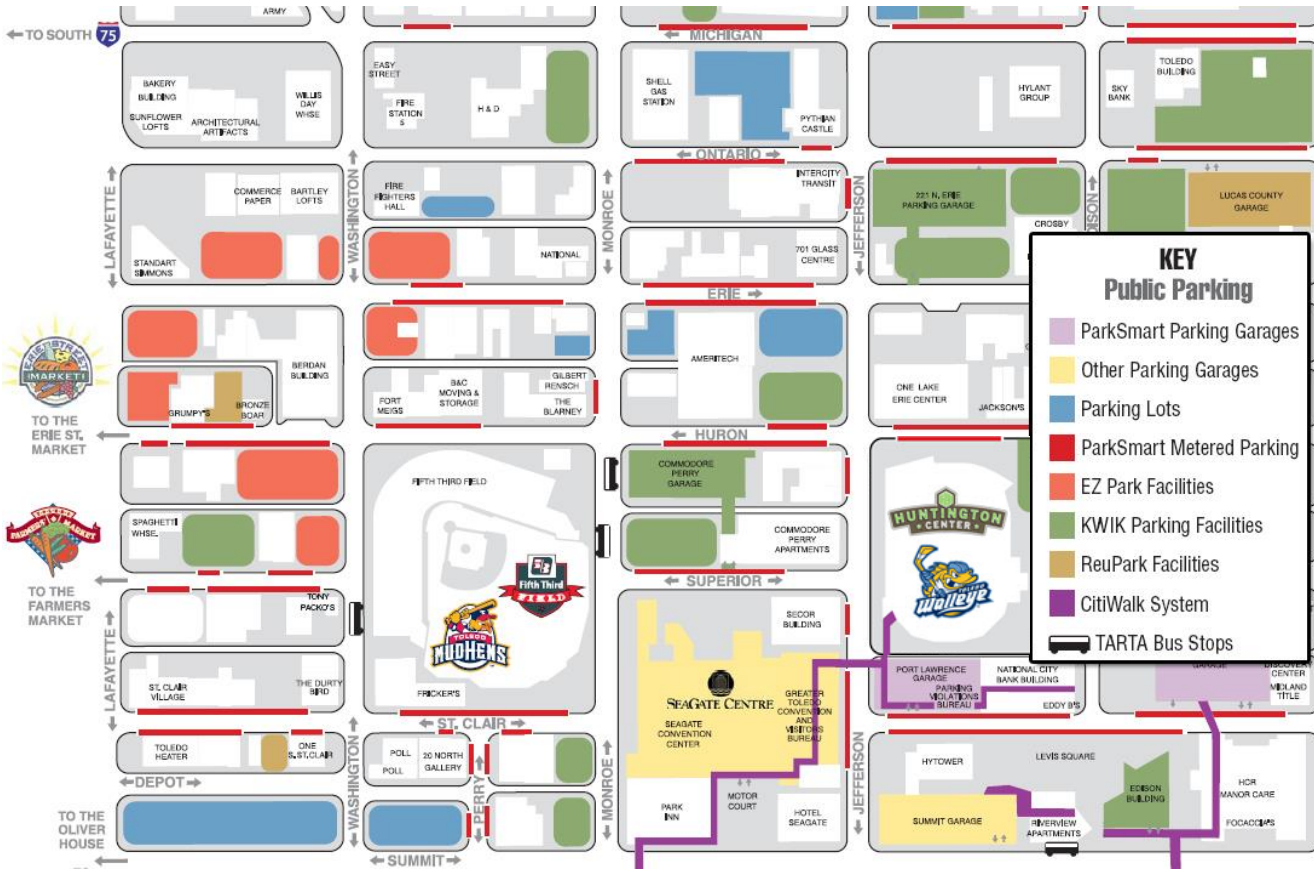 ARMY
← TO SOUTH 75
← MICHIGAN
EASY
STREET
SHELL
GAS
STATION
TOLEDO
BUILDING
BAKERY
BUILDING
SUNFLOWER
LOFTS
ARCHITECTURAL
ARTIFACTS
WILLIS
DAY
WHSE
FIRE
STATION
5
H & D
PYTHIAN
CASTLE
HYLANT
GROUP
SKY
BANK
← ONTARIO →
← LAFAYETTE →
← WASHINGTON →
← MONROE →
← JEFFERSON →
COMMERCE
PAPER
BARTLEY
LOFTS
FIRE
FIGHTERS
HALL
INTERCITY
TRANSIT
221 N. ERIE
PARKING GARAGE
CROSBY
LUCAS COUNTY
GARAGE
STANDART
SIMMONS
NATIONAL
701 GLASS
CENTRE
ERIE →
ERIE STREET
MARKET!
TO THE
ERIE ST.
MARKET
BERDAN
BUILDING
AMERITECH
GRUMPY'S
BRONZE
BOAR
FORT
MEIGS
B&C
MOVING &
STORAGE
GILBERT
RENSCH
THE
BLARNEY
ONE LAKE
ERIE CENTER
JACKSON'S
← HURON
FIFTH THIRD FIELD
COMMODORE
PERRY
GARAGE
FARMERS MARKET
TO THE
FARMERS
MARKET
SPAGHETTI
WHSE.
COMMODORE
PERRY
APARTMENTS
Fifth Third
FIELD
TOLEDO
MUDHENS
HUNTINGTON
CENTER
TOLEDO
Walleye
← SUPERIOR →
TONY
PACKO'S
SECOR
BUILDING
← LAFAYETTE →
ST. CLAIR
VILLAGE
THE DURTY
BIRD
FRICKER'S
SEAGATE CENTRE
SEAGATE
CONVENTION
CENTER
GREATER
TOLEDO
CONVENTION
AND
VISITORS
BUREAU
PORT LAWRENCE
GARAGE
PARKING
VIOLATIONS
BUREAU
NATIONAL CITY
BANK BUILDING
EDDY B'S
GARAGE
DISCOVER
CENTER
MIDLAND
TITLE
← ST. CLAIR →
TOLEDO
HEATER
ONE
S. ST.CLAIR
POLL
POLL
20 NORTH
GALLERY
← DEPOT →
← WASHINGTON →
← PERRY →
← MONROE →
← JEFFERSON →
PARK
INN
MOTOR
COURT
HOTEL
SEAGATE
HYTOWER
LEVIS SQUARE
SUMMIT GARAGE
RIVERVIEW
APARTMENTS
EDISON
BUILDING
HCR
MANOR CARE
FOCACCIA'S
TO THE
OLIVER
HOUSE
← SUMMIT →
KEY
Public Parking
ParkSmart Parking Garages
Other Parking Garages
Parking Lots
ParkSmart Metered Parking
EZ Park Facilities
KWIK Parking Facilities
ReuPark Facilities
CitiWalk System
TARTA Bus Stops